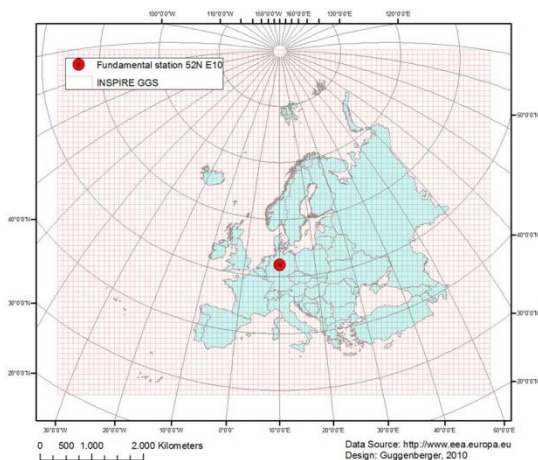 100°0'0"W 110°0'0"W 150°0'0"W 150°0'0"E 130°0'0"E 120°0'0"E
Fundamental station 52N E10
INSPIRE GGS
50°0'0"N
40°0'0"N
40°0'0"N
30°0'0"N
30°0'0"N
20°0'0"N
20°0'0"N
30°0'0"W 20°0'0"W 10°0'0"W 0°0'0"E 10°0'0"E 20°0'0"E 30°0'0"E 40°0'0"E 50°0'0"E
0 500 1.000 2.000 Kilometers
Data Source: http://www.eea.europa.eu
Design: Guggenberger, 2010